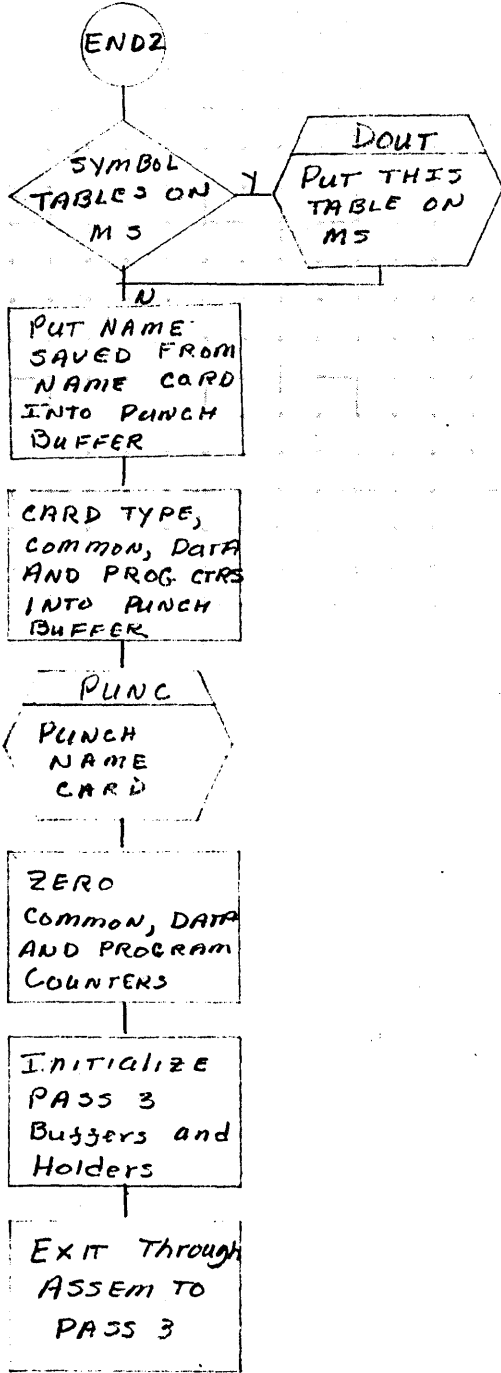 END2
SYMBOL
TABLES ON
MS
Y
DOUT
PUT THIS
TABLE ON
MS
N
PUT NAME
SAVED FROM
NAME CARD
INTO PUNCH
BUFFER
CARD TYPE,
COMMON, DATA
AND PROG CTRS
INTO PUNCH
BUFFER
PUNC
PUNCH
NAME
CARD
ZERO
COMMON, DATA
AND PROGRAM
COUNTERS
INITIALIZE
PASS 3
Buffers and
Holders
EXIT Through
ASSEM TO
PASS 3